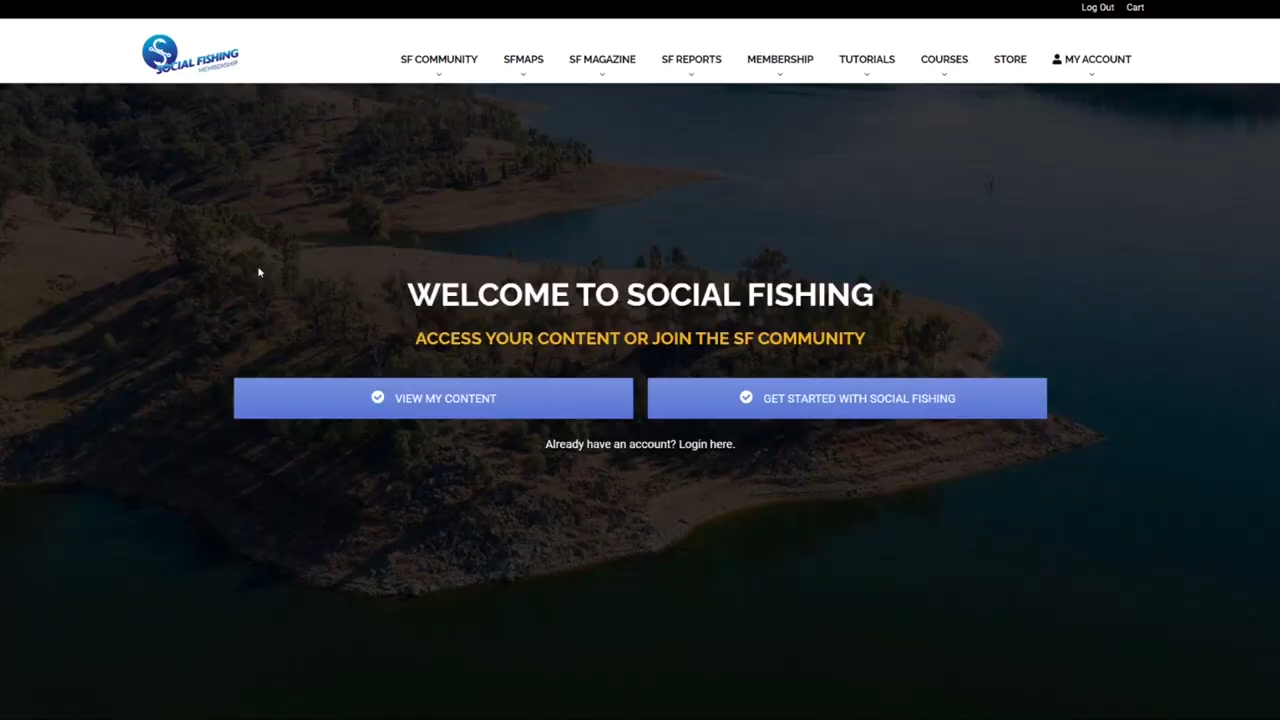 Log Out Cart
SOCIAL FISHING
MEMBERSHIP
SF COMMUNITY SFMAPS SF MAGAZINE SF REPORTS MEMBERSHIP TUTORIALS COURSES STORE MY ACCOUNT
WELCOME TO SOCIAL FISHING
ACCESS YOUR CONTENT OR JOIN THE SF COMMUNITY
VIEW MY CONTENT GET STARTED WITH SOCIAL FISHING
Already have an account? Login here.